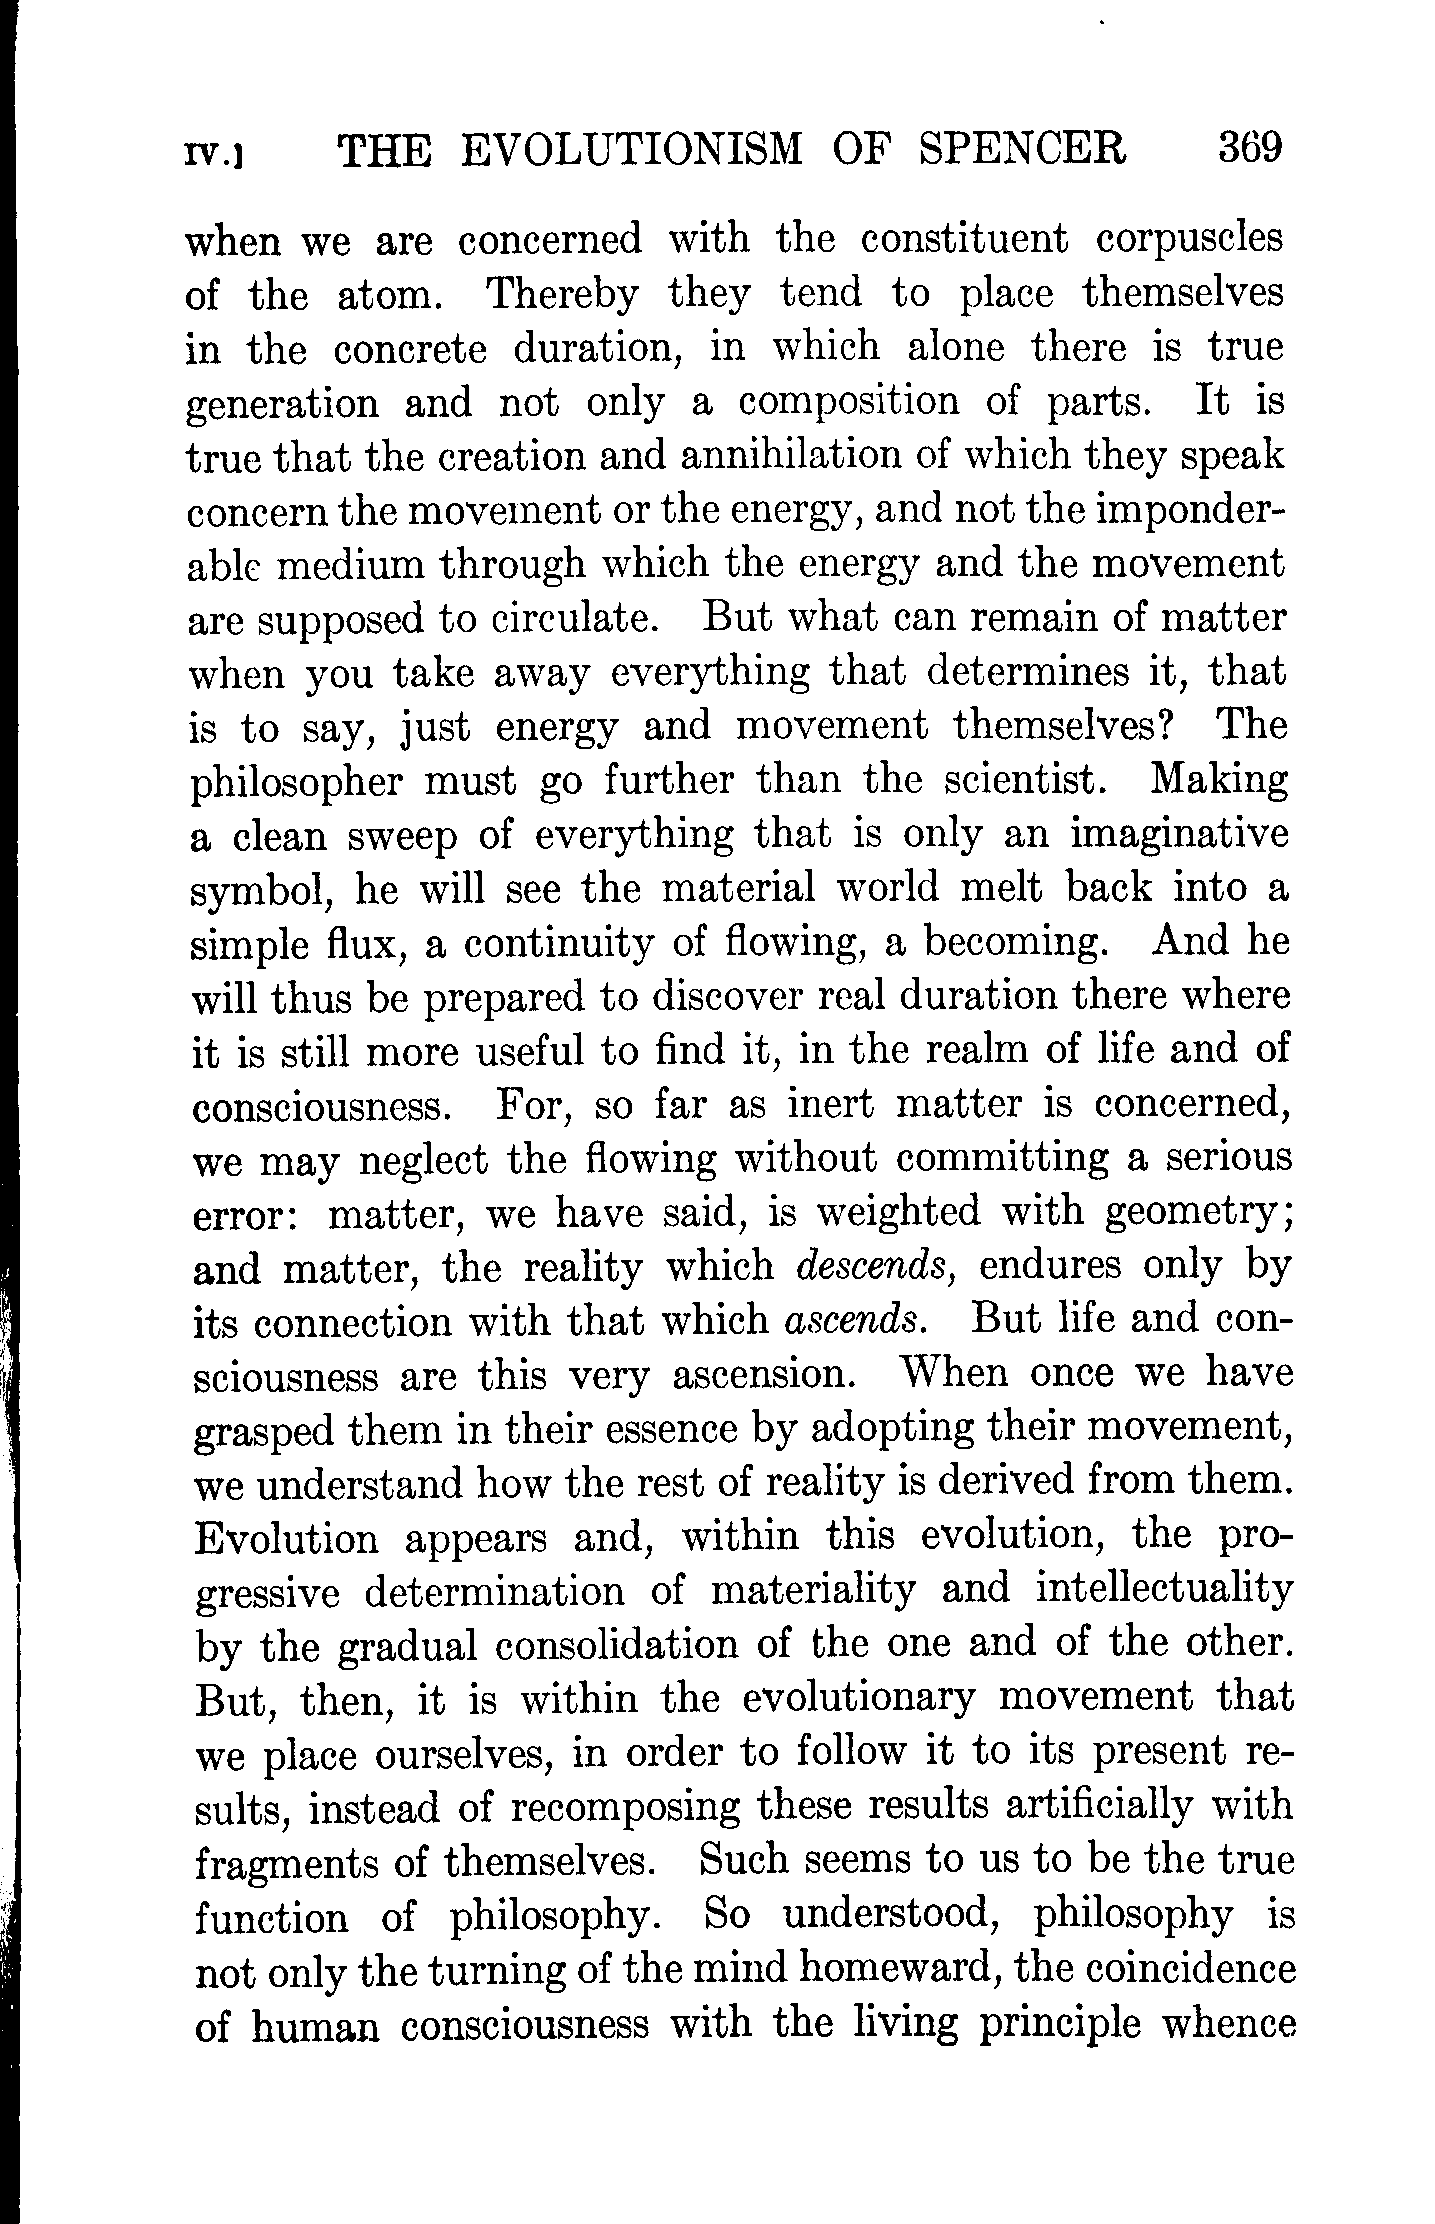 IV.] THE EVOLUTIONISM OF SPENCER 369
when we are concerned with the constituent corpuscles
of the atom. Thereby they tend to place themselves
in the concrete duration, in which alone there is true
generation and not only a composition of parts. It is
true that the creation and annihilation of which they speak
concern the movement or the energy, and not the imponder-
able medium through which the energy and the movement
are supposed to circulate. But what can remain of matter
when you take away everything that determines it, that
is to say, just energy and movement themselves? The
philosopher must go further than the scientist. Making
a clean sweep of everything that is only an imaginative
symbol, he will see the material world melt back into a
simple flux, a continuity of flowing, a becoming. And he
will thus be prepared to discover real duration there where
it is still more useful to find it, in the realm of life and of
consciousness. For, so far as inert matter is concerned,
we may neglect the flowing without committing a serious
error: matter, we have said, is weighted with geometry;
and matter, the reality which descends, endures only by
its connection with that which ascends. But life and con-
sciousness are this very ascension. When once we have
grasped them in their essence by adopting their movement,
we understand how the rest of reality is derived from them.
Evolution appears and, within this evolution, the pro-
gressive determination of materiality and intellectuality
by the gradual consolidation of the one and of the other.
But, then, it is within the evolutionary movement that
we place ourselves, in order to follow it to its present re-
sults, instead of recomposing these results artificially with
fragments of themselves. Such seems to us to be the true
function of philosophy. So understood, philosophy is
not only the turning of the mind homeward, the coincidence
of human consciousness with the living principle whence